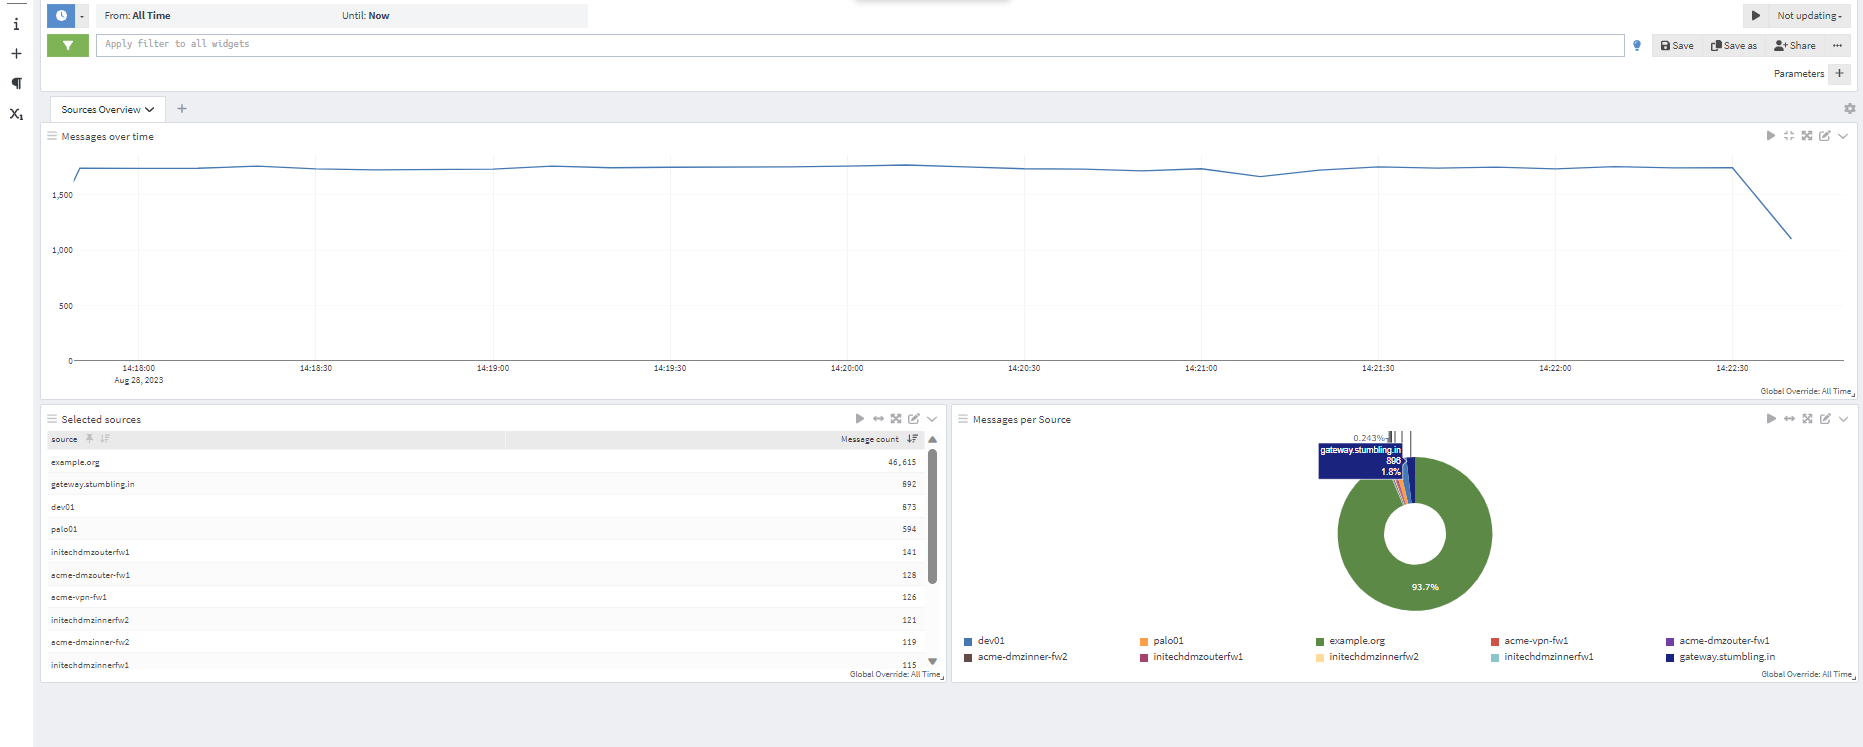 From: All Time Until: Now Not updating
Apply filter to all widgets Save Save as Share ...
Parameters +
Sources Overview +
Messages over time
1,500
1,000
500
0
14:18:00 14:18:30 14:19:00 14:19:30 14:20:00 14:20:30 14:21:00 14:21:30 14:22:00 14:22:30
Aug 28, 2023
Global Override: All Time
Selected sources
source Message count
example.org 46,615
gateway.stumbling.in 892
dev01 873
palo01 594
initechdmzouterfw1 141
acme-dmzouter-fw1 128
acme-vpn-fw1 126
initechdmzinnerfw2 121
acme-dmzinner-fw2 119
initechdmzinnerfw1 115
Global Override: All Time
Messages per Source
0.243%
gateway.stumbling.in
896
1.8%
93.7%
dev01 palo01 example.org acme-vpn-fw1 acme-dmzouter-fw1
acme-dmzinner-fw2 initechdmzouterfw1 initechdmzinnerfw2 initechdmzinnerfw1 gateway.stumbling.in
Global Override: All Time